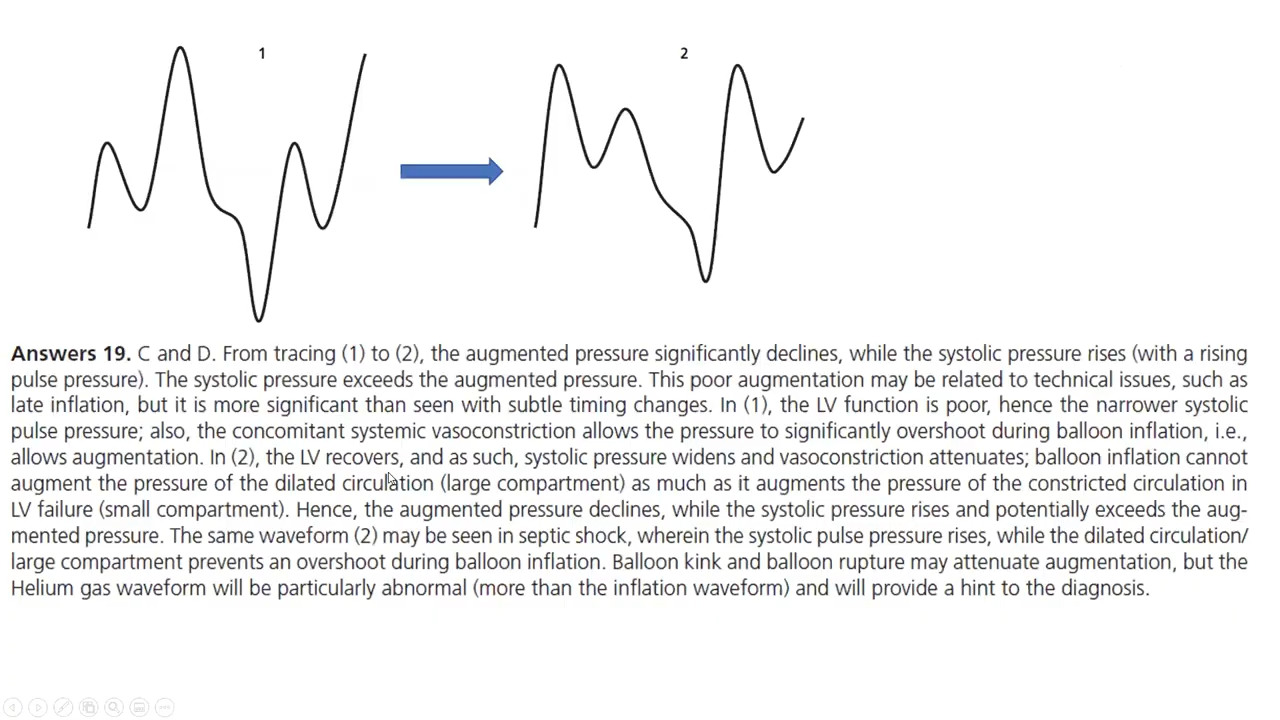 1
2
Answers 19. C and D. From tracing (1) to (2), the augmented pressure significantly declines, while the systolic pressure rises (with a rising
pulse pressure). The systolic pressure exceeds the augmented pressure. This poor augmentation may be related to technical issues, such as
late inflation, but it is more significant than seen with subtle timing changes. In (1), the LV function is poor, hence the narrower systolic
pulse pressure; also, the concomitant systemic vasoconstriction allows the pressure to significantly overshoot during balloon inflation, i.e.,
allows augmentation. In (2), the LV recovers, and as such, systolic pressure widens and vasoconstriction attenuates; balloon inflation cannot
augment the pressure of the dilated circulation (large compartment) as much as it augments the pressure of the constricted circulation in
LV failure (small compartment). Hence, the augmented pressure declines, while the systolic pressure rises and potentially exceeds the aug-
mented pressure. The same waveform (2) may be seen in septic shock, wherein the systolic pulse pressure rises, while the dilated circulation/
large compartment prevents an overshoot during balloon inflation. Balloon kink and balloon rupture may attenuate augmentation, but the
Helium gas waveform will be particularly abnormal (more than the inflation waveform) and will provide a hint to the diagnosis.